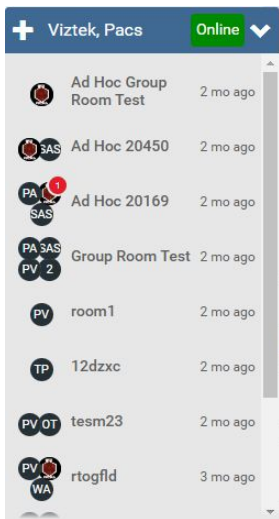 Viztek, Pacs Online
Ad Hoc Group
Room Test
2 mo ago
SAS Ad Hoc 20450 2 mo ago
PA 1
SAS
Ad Hoc 20169 2 mo ago
PA SAS
PV 2
Group Room Test 2 mo ago
PV room1 2 mo ago
TP 12dzxc 2 mo ago
PV OT tesm23 2 mo ago
PV
WA
rtogfld 3 mo ago